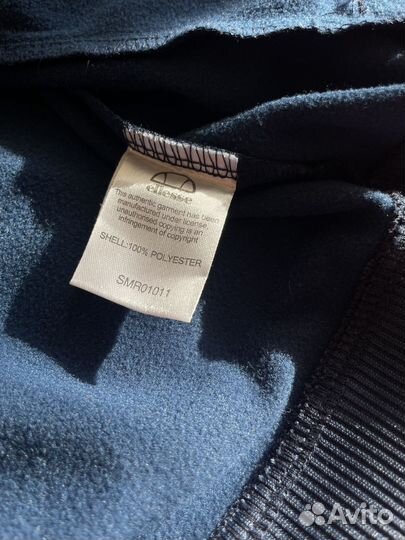 ellesse
This authentic garment has been
manufactured under license,
unauthorised copying is an
infringement of copyright
SHELL:100% POLYESTER
SMR01011
Avito